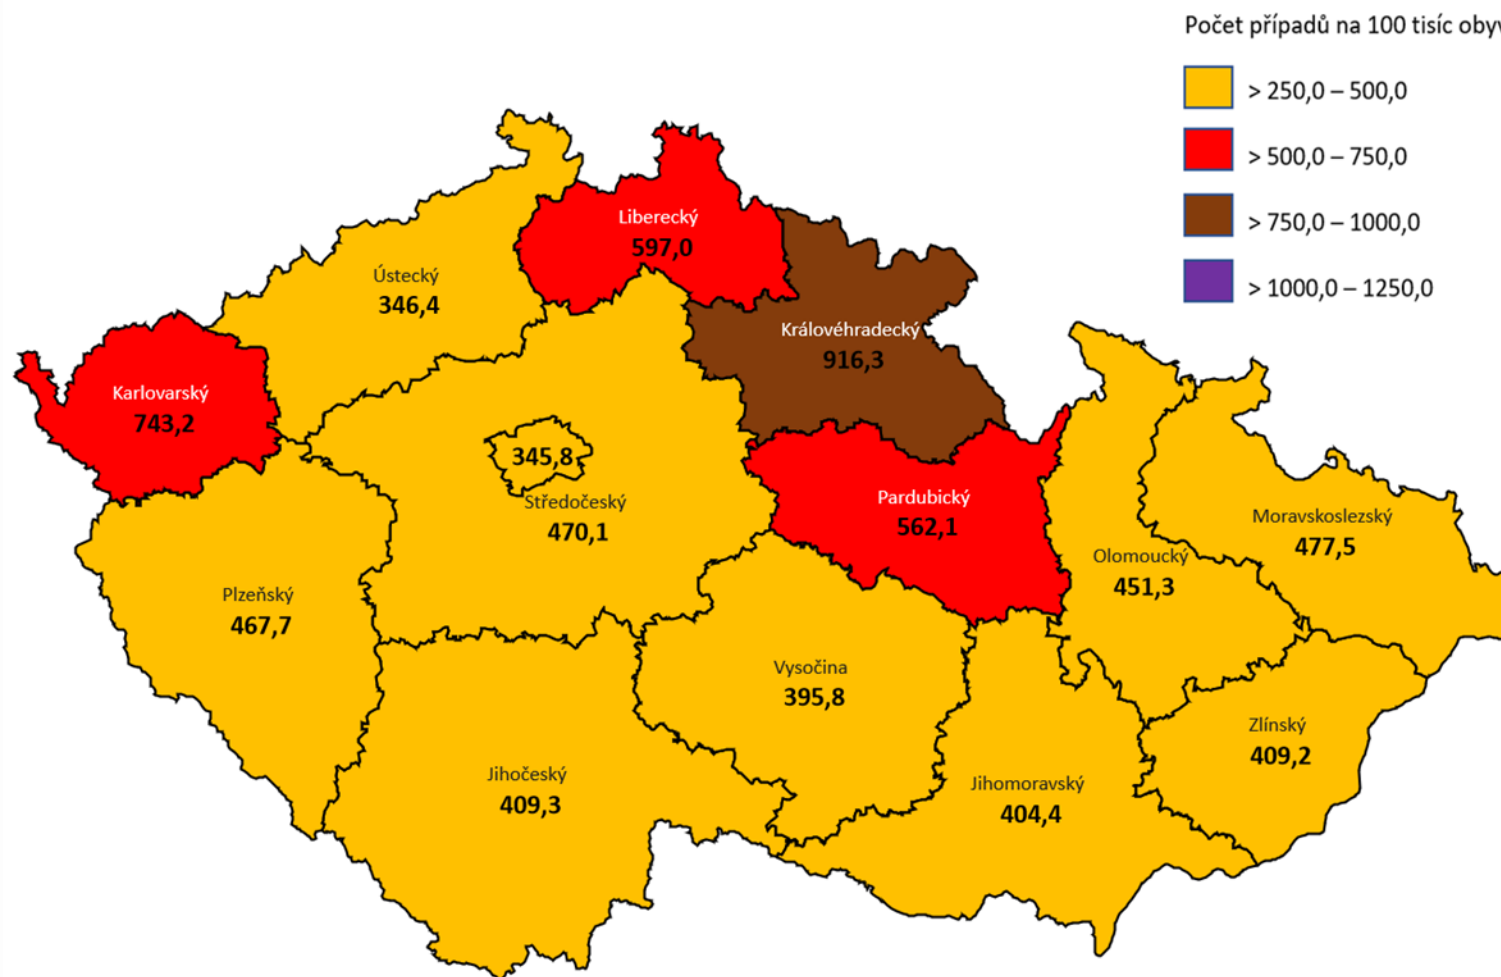 Počet případů na 100 tisíc
> 250,0 – 500,0
> 500,0 – 750,0
> 750,0 – 1000,0
> 1000,0 – 1250,0
Liberecký
597,0
Ústecký
346,4
Královéhradecký
916,3
Karlovarský
743,2
345,8
Středočeský
470,1
Pardubický
562,1
Moravskoslezský
477,5
Olomoucký
451,3
Plzeňský
467,7
Vysočina
395,8
Zlínský
409,2
Jihočeský
409,3
Jihomoravský
404,4